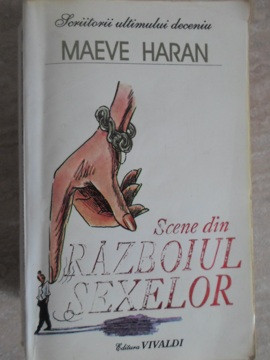 Scriitorii ultimului deceniu
MAEVE HARAN
Scene din
RĂZBOIUL
SEXELOR
Editura VIVALDI